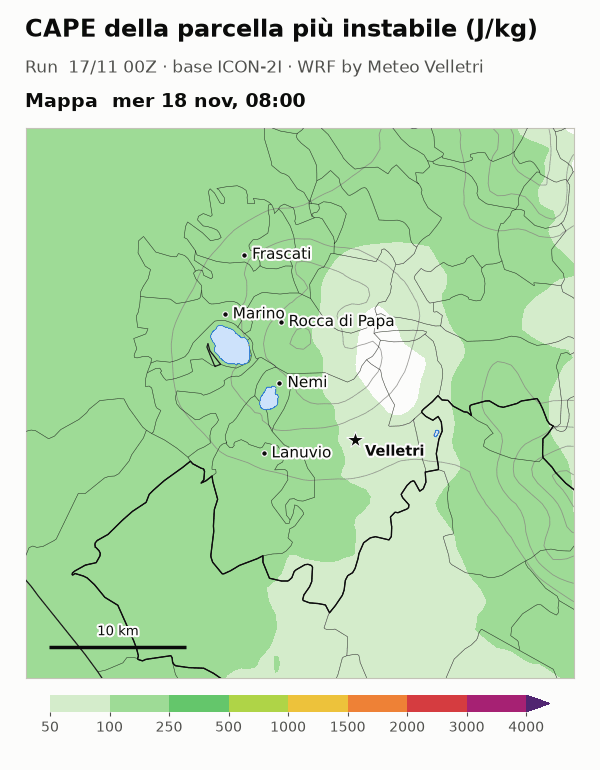 CAPE della parcella più instabile (J/kg)
Run  17/11 00Z · base ICON-2I · WRF by Meteo Velletri
Mappa  mer 18 nov, 08:00
Frascati
Marino
Rocca di Papa
Nemi
Velletri
Lanuvio
10 km
50 100 250 500 1000 1500 2000 3000 4000